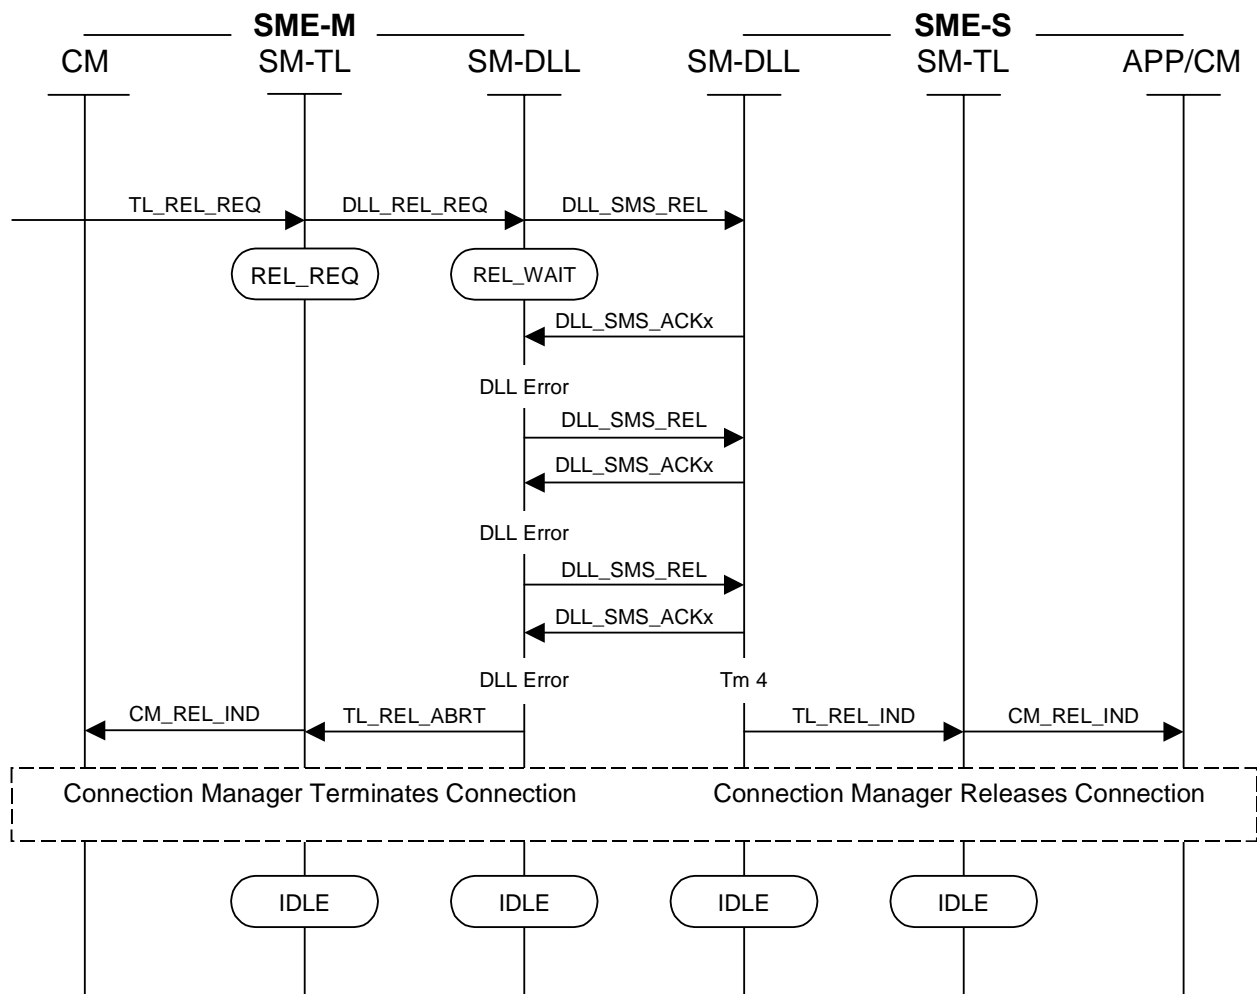 SME-M SME-S
CM SM-TL SM-DLL SM-DLL SM-TL APP/CM
TL_REL_REQ DLL_REL_REQ DLL_SMS_REL
REL_REQ REL_WAIT
DLL_SMS_ACKx
DLL Error
DLL_SMS_REL
DLL_SMS_ACKx
DLL Error
DLL_SMS_REL
DLL_SMS_ACKx
DLL Error Tm 4
CM_REL_IND TL_REL_ABRT TL_REL_IND CM_REL_IND
Connection Manager Terminates Connection Connection Manager Releases Connection
IDLE IDLE IDLE IDLE